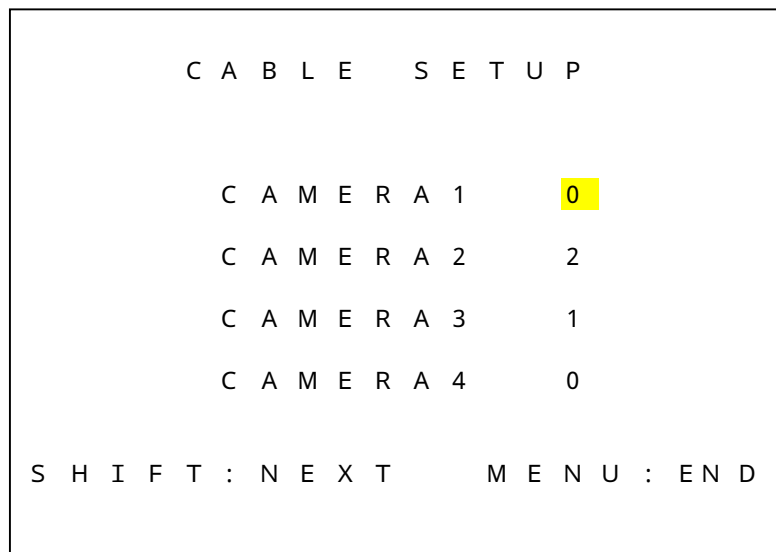 CABLE SETUP
CAMERA1 0
CAMERA2 2
CAMERA3 1
CAMERA4 0
SHIFT:NEXT MENU:END